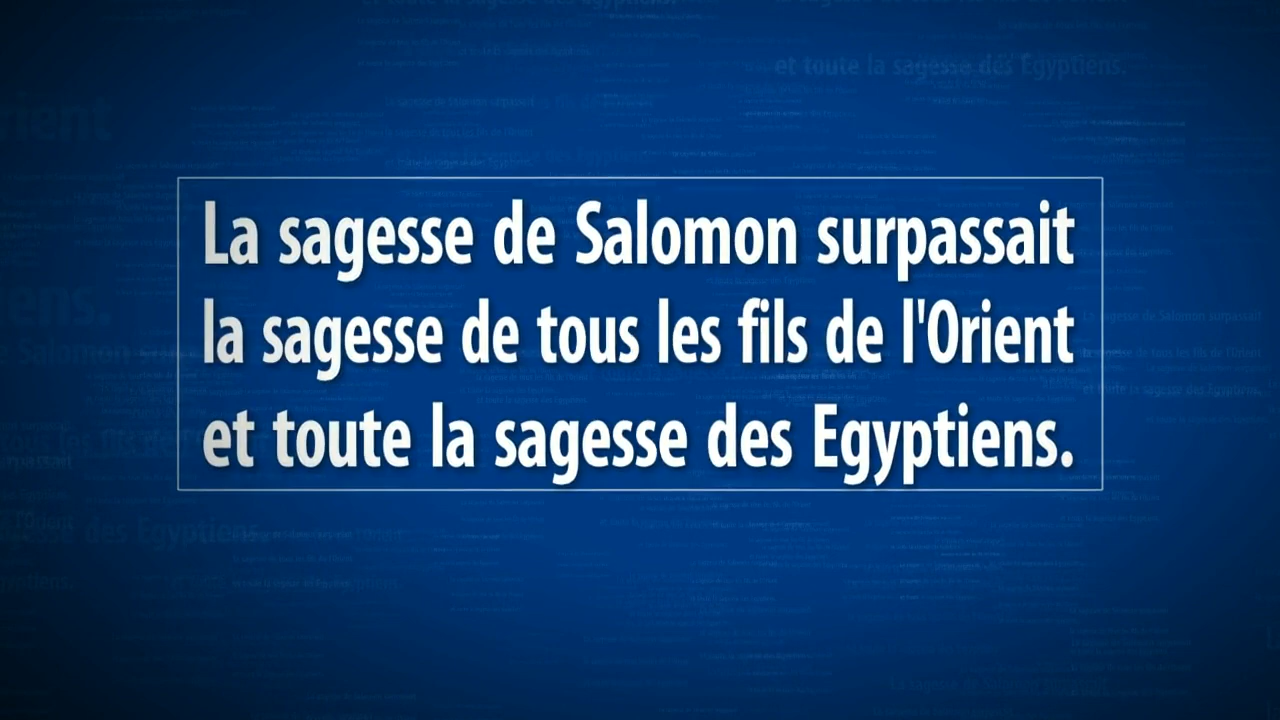 La sagesse de Salomon surpassait
la sagesse de tous les fils de l'Orient
et toute la sagesse des Egyptiens.